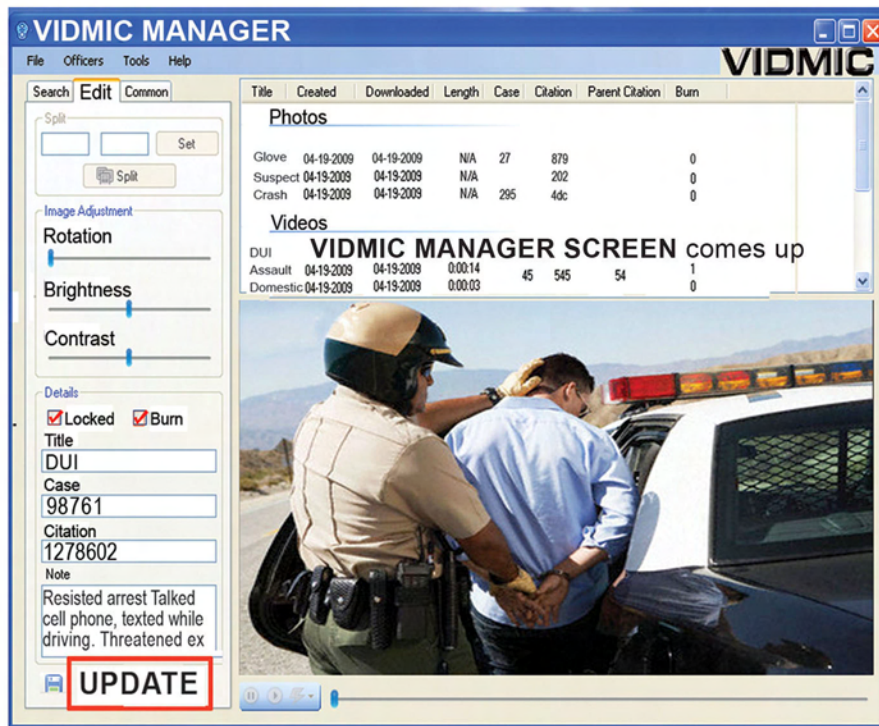 VIDMIC MANAGER
File Officers Tools Help
VIDMIC
Search Edit Common
Split
Set
Split
Image Adjustment
Rotation
Brightness
Contrast
Details
Locked Burn
Title
DUI
Case
98761
Citation
1278602
Note
Resisted arrest Talked
cell phone, texted while
driving. Threatened ex
UPDATE
Title Created Downloaded Length Case Citation Parent Citation Burn
Photos
Glove 04-19-2009 04-19-2009 N/A 27 879 0
Suspect 04-19-2009 04-19-2009 N/A 202 0
Crash 04-19-2009 04-19-2009 N/A 295 4dc 0
Videos
DUI VIDMIC MANAGER SCREEN comes up
Assault 04-19-2009 04-19-2009 0:00:14 45 545 54 1
Domestic 04-19-2009 04-19-2009 0:00:03 0